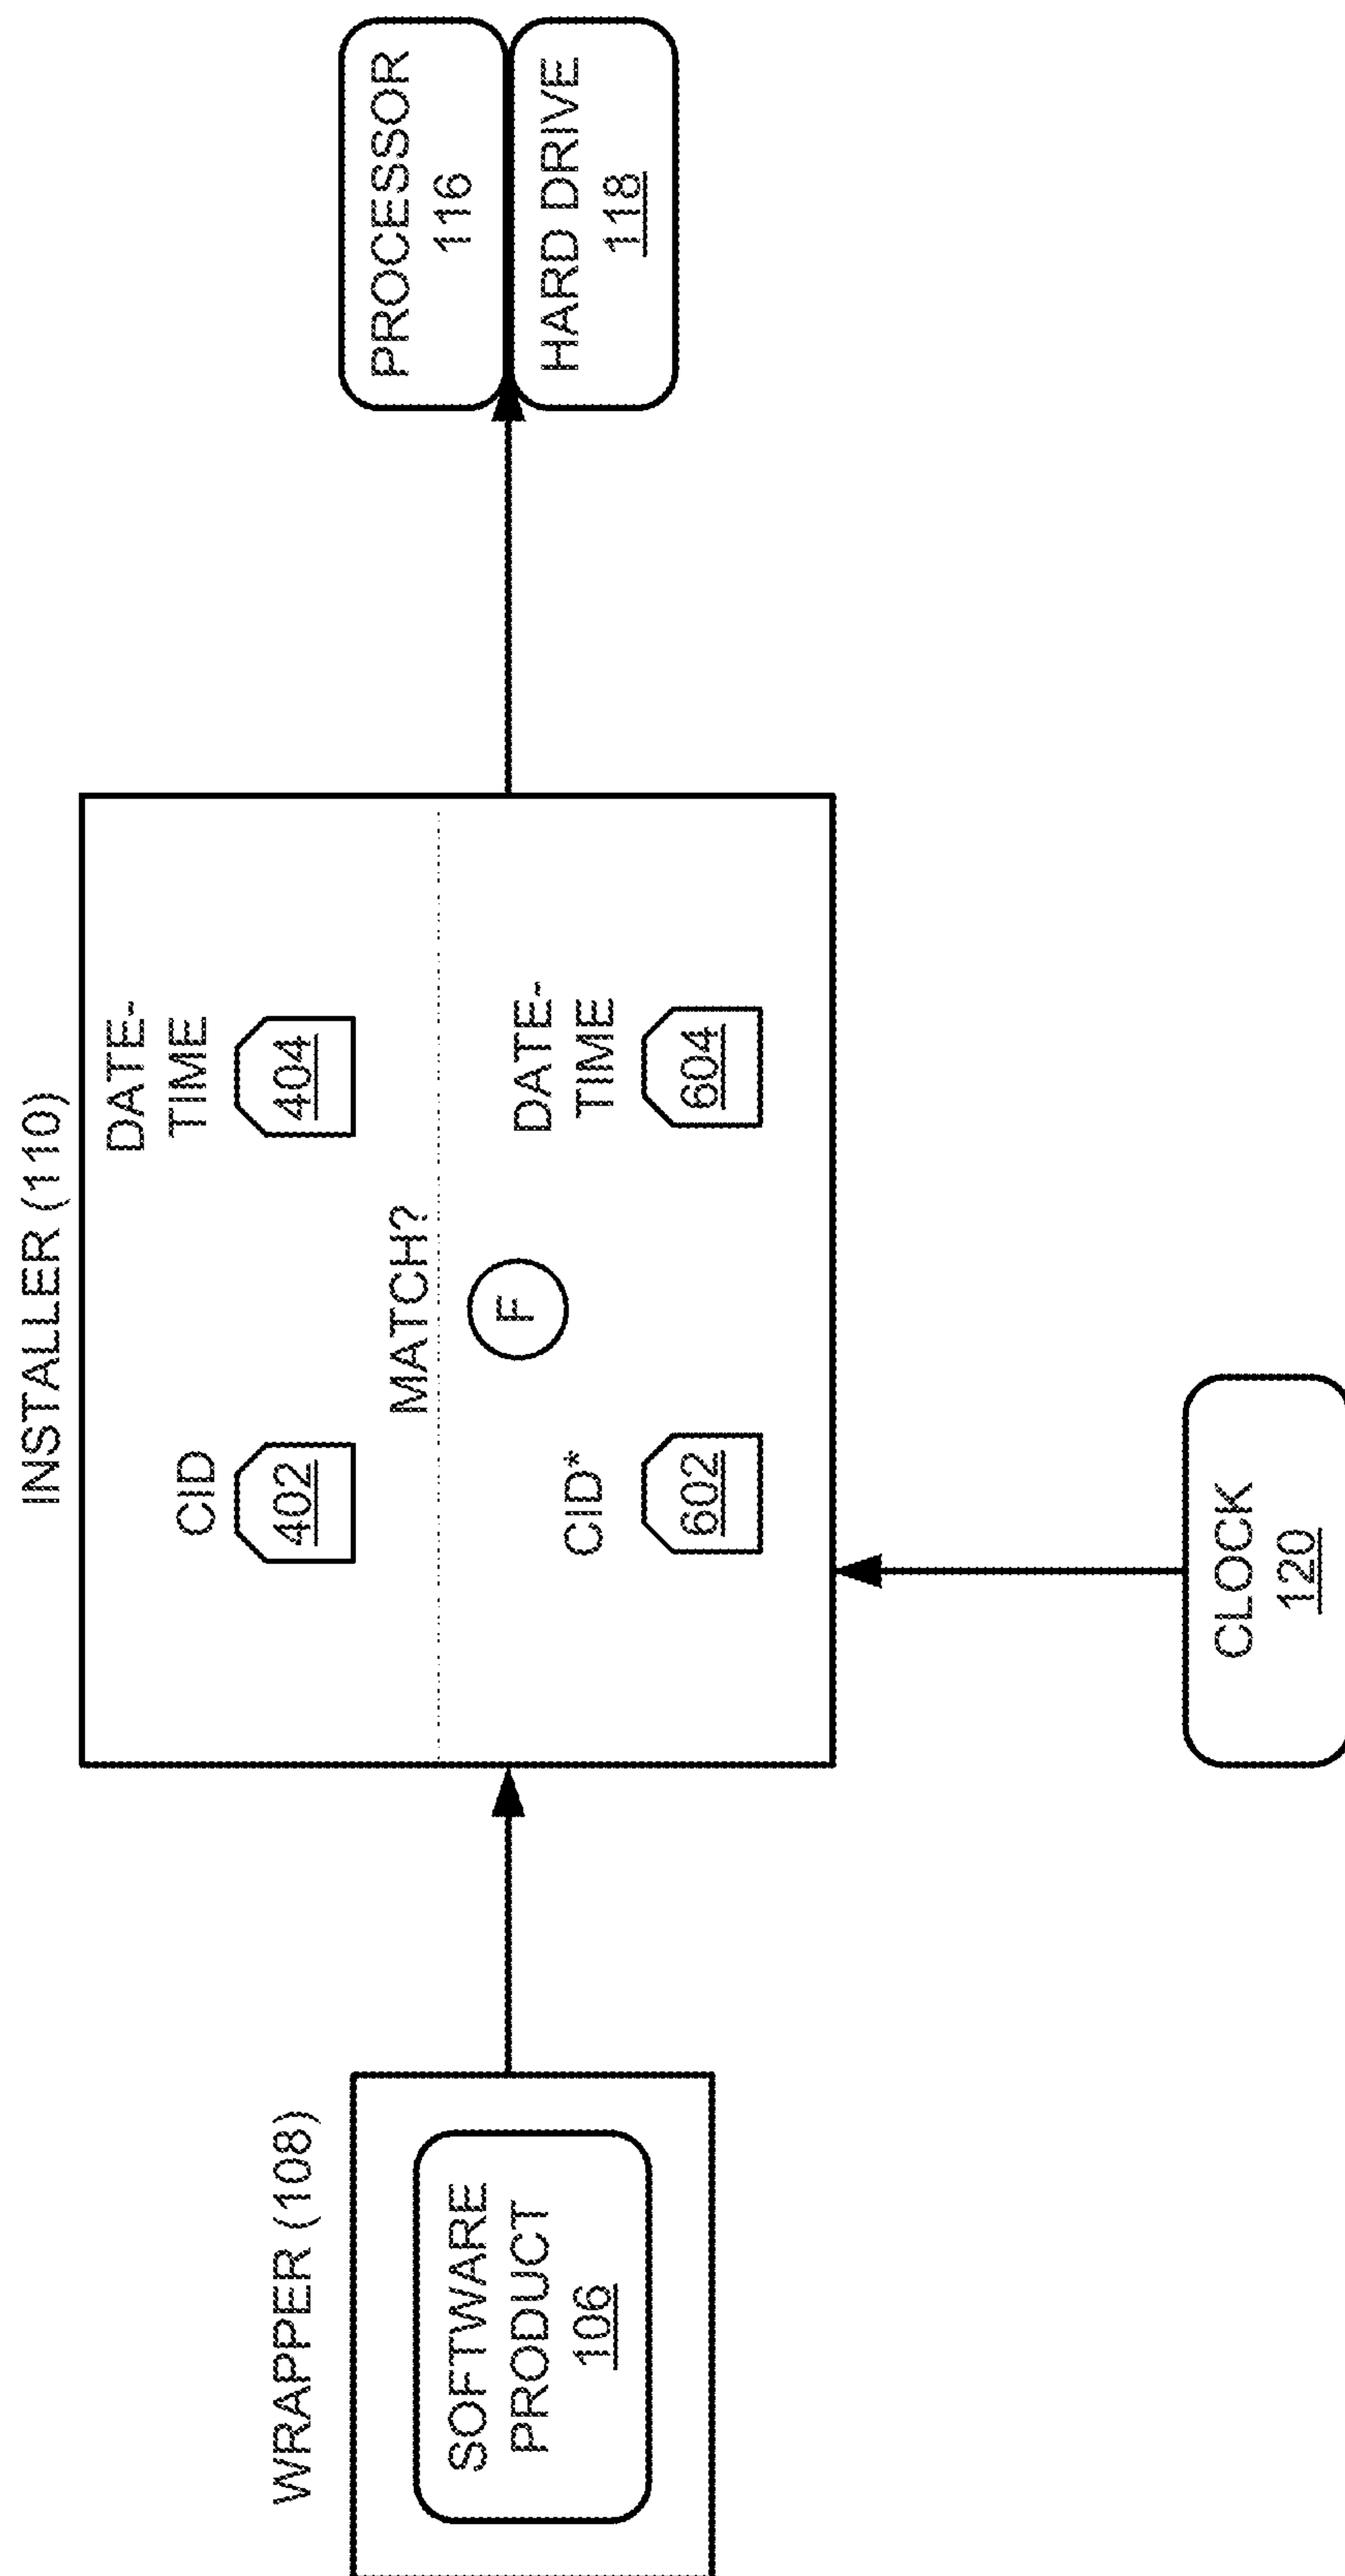 WRAPPER (108)
SOFTWARE
PRODUCT
106
INSTALLER (110)
CID
402
DATE-
TIME
404
MATCH?
F
CID*
602
DATE-
TIME
604
CLOCK
120
PROCESSOR
116
HARD DRIVE
118